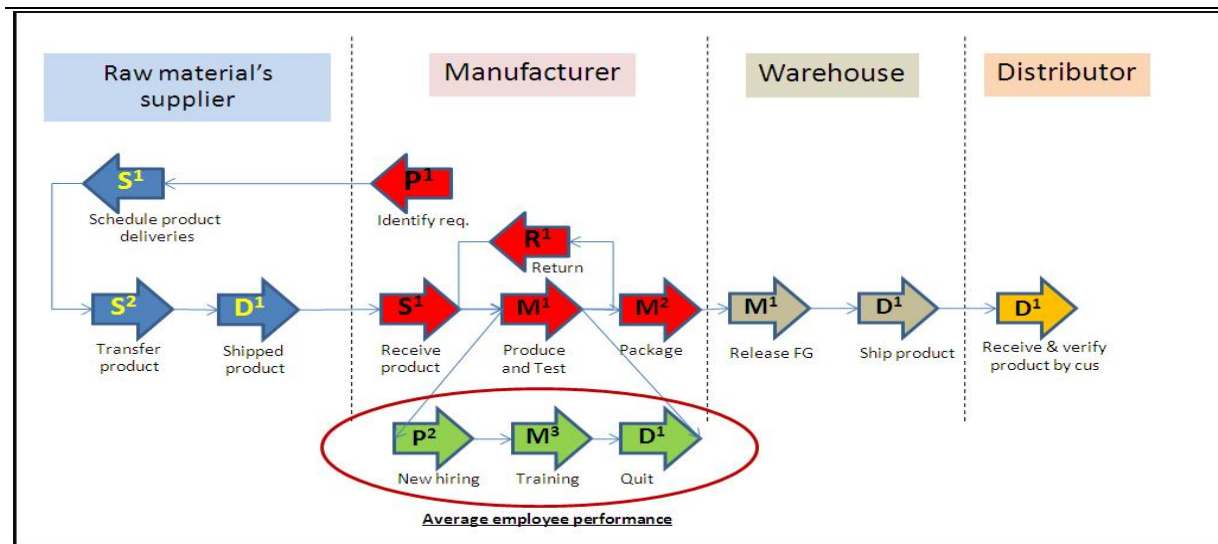 Raw material's
supplier
Manufacturer
Warehouse
Distributor
S¹
P¹
Schedule product
deliveries
Identify req.
R¹
Return
S²
D¹
S¹
M¹
M²
M¹
D¹
D¹
Transfer
product
Shipped
product
Receive
product
Produce
and Test
Package
Release FG
Ship product
Receive & verify
product by cus
P²
M³
D¹
New hiring
Training
Quit
Average employee performance